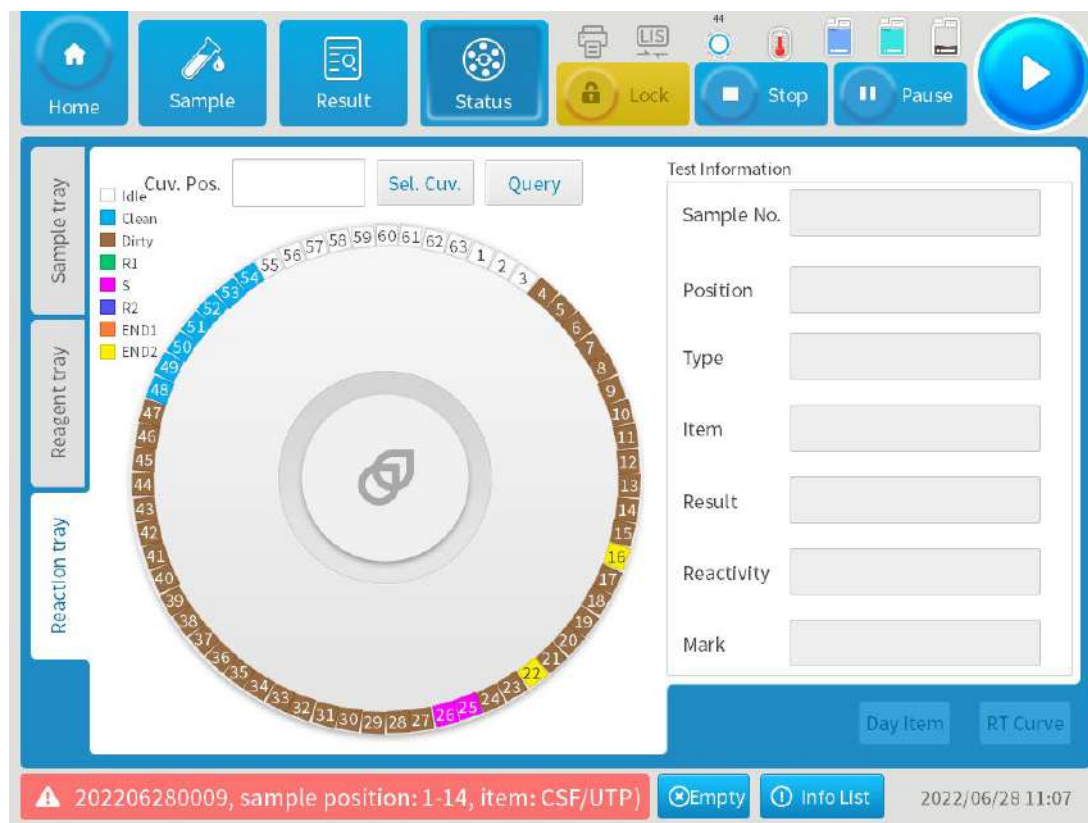 44
LIS
Home
Sample
Result
Status
Lock
Stop
Pause
Sample tray
Reagent tray
Reaction tray
Cuv. Pos.
Sel. Cuv.
Query
Idle
Clean
Dirty
R1
S
R2
END1
END2
1
2
3
4
5
6
7
8
9
10
11
12
13
14
15
16
17
18
19
20
21
22
23
24
25
26
27
28
29
30
31
32
33
34
35
36
37
38
39
40
41
42
43
44
45
46
47
48
49
50
51
52
53
54
55
56
57
58
59
60
61
62
63
Test Information
Sample No.
Position
Type
Item
Result
Reactivity
Mark
Day Item
RT Curve
202206280009, sample position: 1-14, item: CSF/UTP)
Empty
Info List
2022/06/28 11:07